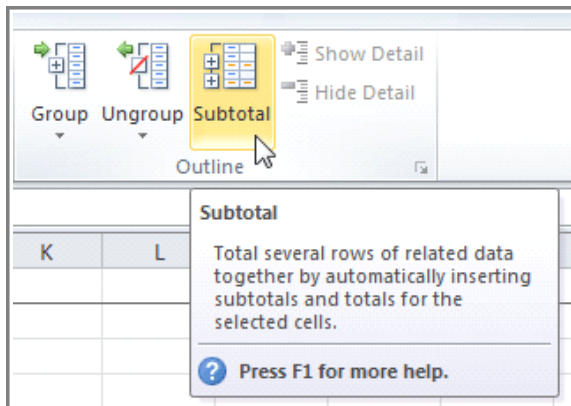 Show Detail
Hide Detail
Group Ungroup Subtotal
Outline
Subtotal
K L
Total several rows of related data
together by automatically inserting
subtotals and totals for the
selected cells.
Press F1 for more help.